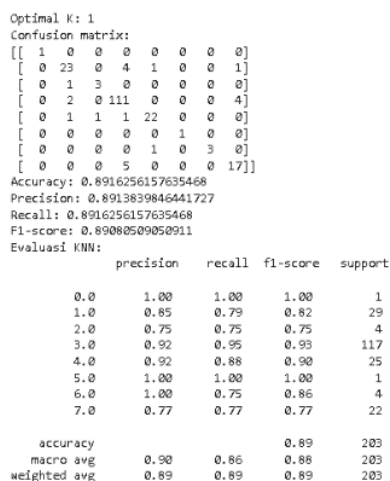 Optimal K: 1
Confusion matrix:
[[ 1 0 0 0 0 0 0 0]
[ 0 23 0 4 1 0 0 1]
[ 0 1 3 0 0 0 0 0]
[ 0 2 0 111 0 0 0 4]
[ 0 1 1 1 22 0 0 0]
[ 0 0 0 0 0 1 0 0]
[ 0 0 0 0 1 0 3 0]
[ 0 0 0 5 0 0 0 17]]
Accuracy: 0.8916256157635468
Precision: 0.8913839846441727
Recall: 0.8916256157635468
F1-score: 0.89080509050911
Evaluasi KNN:
precision recall f1-score support
0.0 1.00 1.00 1.00 1
1.0 0.85 0.79 0.82 29
2.0 0.75 0.75 0.75 4
3.0 0.92 0.95 0.93 117
4.0 0.92 0.88 0.90 25
5.0 1.00 1.00 1.00 1
6.0 1.00 0.75 0.86 4
7.0 0.77 0.77 0.77 22
accuracy 0.89 203
macro avg 0.90 0.86 0.88 203
weighted avg 0.89 0.89 0.89 203